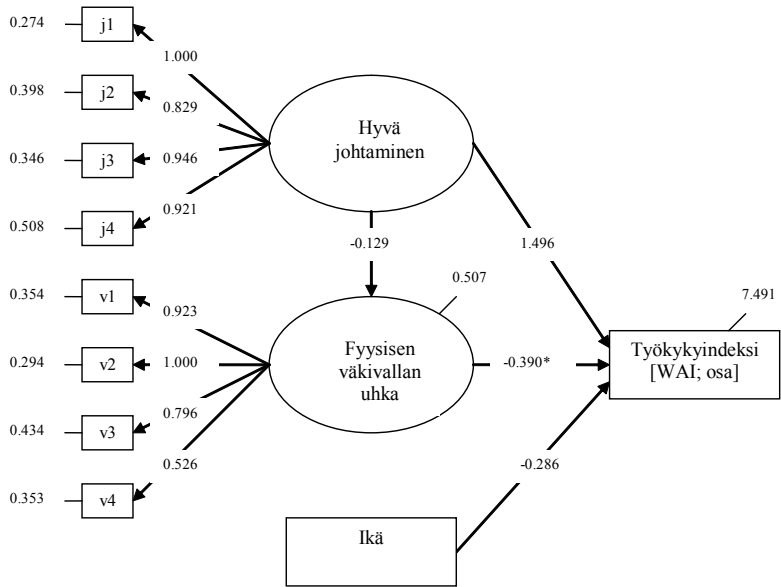 0.274
j1
1.000
0.398
j2
0.829
0.346
j3
0.946
0.508
j4
0.921
Hyvä
johtaminen
-0.129
1.496
0.354
v1
0.923
0.294
v2
1.000
0.434
v3
0.796
0.353
v4
0.526
0.507
Fyysisen
väkivallan
uhka
-0.390*
7.491
Työkykyindeksi
[WAI; osa]
-0.286
Ikä